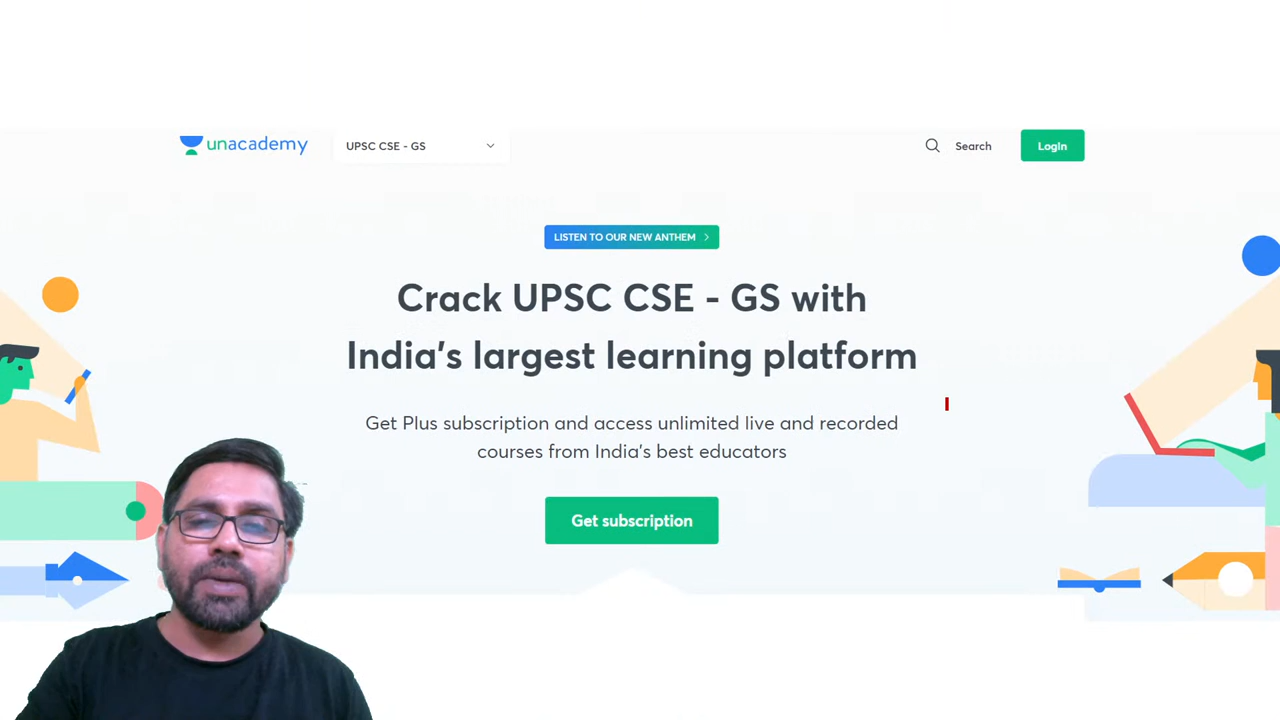 unacademy
UPSC CSE - GS
Search
Login
LISTEN TO OUR NEW ANTHEM
Crack UPSC CSE - GS with
India's largest learning platform
Get Plus subscription and access unlimited live and recorded
courses from India's best educators
Get subscription